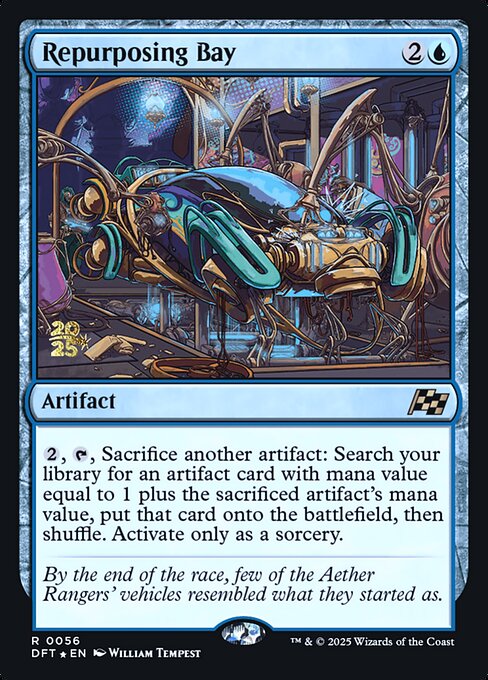 Repurposing Bay 2
2025
Artifact
2, , Sacrifice another artifact: Search your
library for an artifact card with mana value
equal to 1 plus the sacrificed artifact's mana
value, put that card onto the battlefield, then
shuffle. Activate only as a sorcery.
By the end of the race, few of the Aether
Rangers' vehicles resembled what they started as.
R 0056
DFT ★ EN WILLIAM TEMPEST
™ & © 2025 Wizards of the Coast